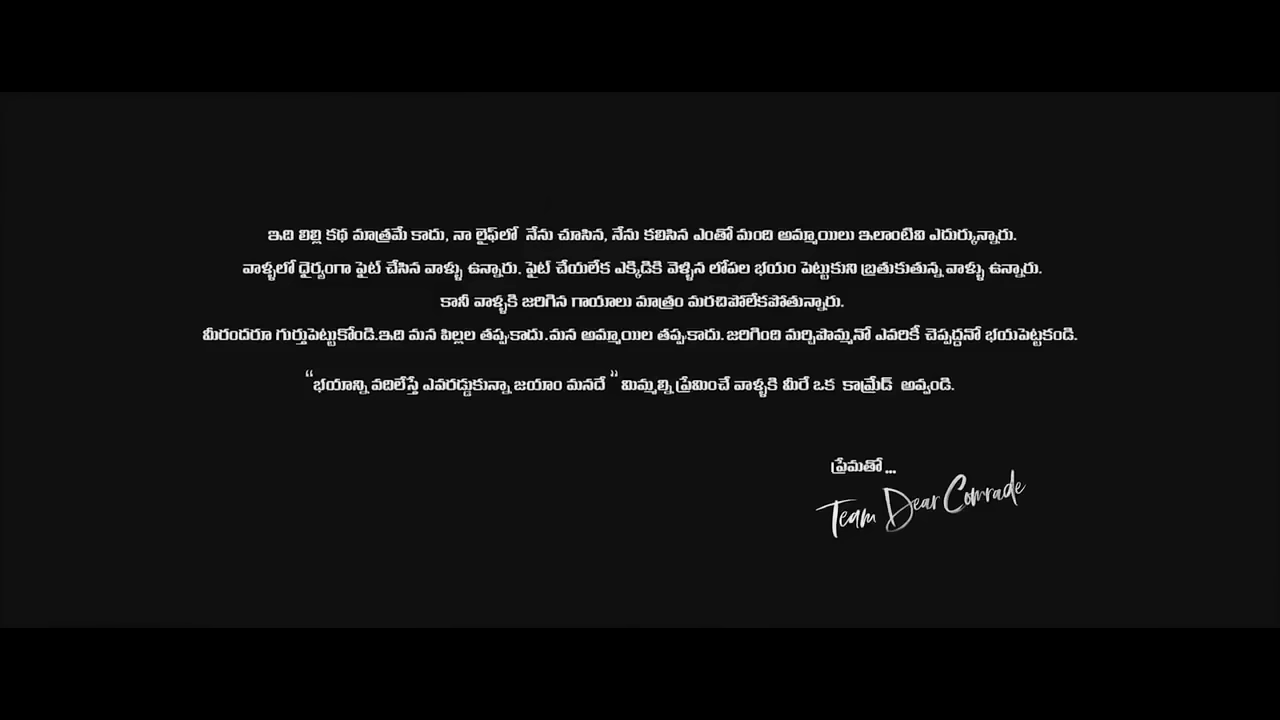 ఇది లిల్లి కథ మాత్రమే కాదు, నా లైఫ్‌లో నేను చూసిన, నేను కలిసిన ఎంతో మంది అమ్మాయిలు ఇలాంటివి ఎదుర్కున్నారు.
వాళ్ళలో ధైర్యంగా ఫైట్ చేసిన వాళ్ళు ఉన్నారు. ఫైట్ చేయలేక ఎక్కిడికి వెళ్ళిన లోపల భయం పెట్టుకుని బ్రతుకుతున్న వాళ్ళు ఉన్నారు.
కానీ వాళ్ళకి జరిగిన గాయాలు మాత్రం మరచిపోలేకపోతున్నారు.
మీరందరూ గుర్తుపెట్టుకోండి.ఇది మన పిల్లల తప్పుకాదు.మన అమ్మాయిల తప్పుకాదు. జరిగింది మర్చిపొమ్మనో ఎవరికీ చెప్పద్దనో భయపెట్టకండి.
“భయాన్ని వదిలేస్తే ఎవరడ్డుకున్నా జయాం మనదే ” మిమ్మల్ని ప్రేమించే వాళ్ళకి మీరే ఒక కామ్రేడ్ అవ్వండి.
ప్రేమతో ...
Team Dear Comrade